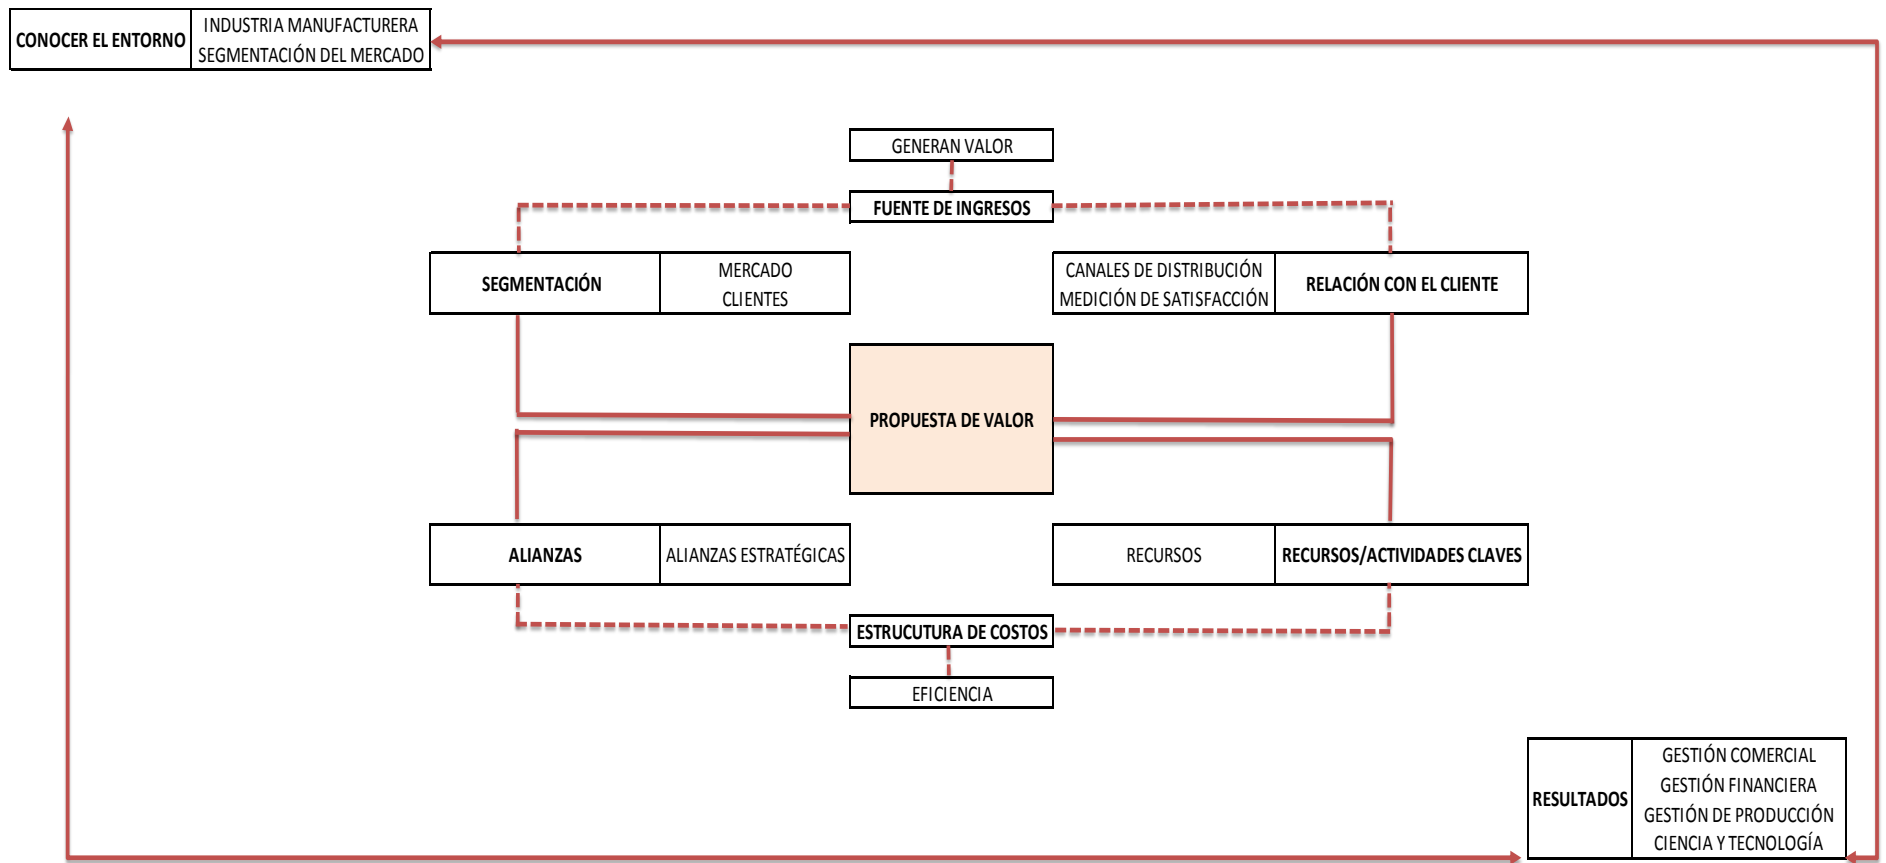 CONOCER EL ENTORNO
INDUSTRIA MANUFACTURERA
SEGMENTACIÓN DEL MERCADO
GENERAN VALOR
FUENTE DE INGRESOS
SEGMENTACIÓN
MERCADO
CLIENTES
CANALES DE DISTRIBUCIÓN
MEDICIÓN DE SATISFACCIÓN
RELACIÓN CON EL CLIENTE
PROPUESTA DE VALOR
ALIANZAS
ALIANZAS ESTRATÉGICAS
RECURSOS
RECURSOS/ACTIVIDADES CLAVES
ESTRUCUTURA DE COSTOS
EFICIENCIA
RESULTADOS
GESTIÓN COMERCIAL
GESTIÓN FINANCIERA
GESTIÓN DE PRODUCCIÓN
CIENCIA Y TECNOLOGÍA